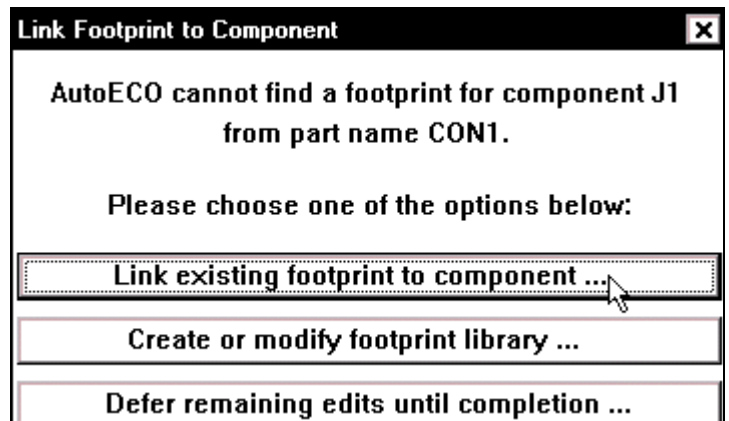 Link Footprint to Component
AutoECO cannot find a footprint for component J1
from part name CON1.
Please choose one of the options below:
Link existing footprint to component ...
Create or modify footprint library ...
Defer remaining edits until completion ...